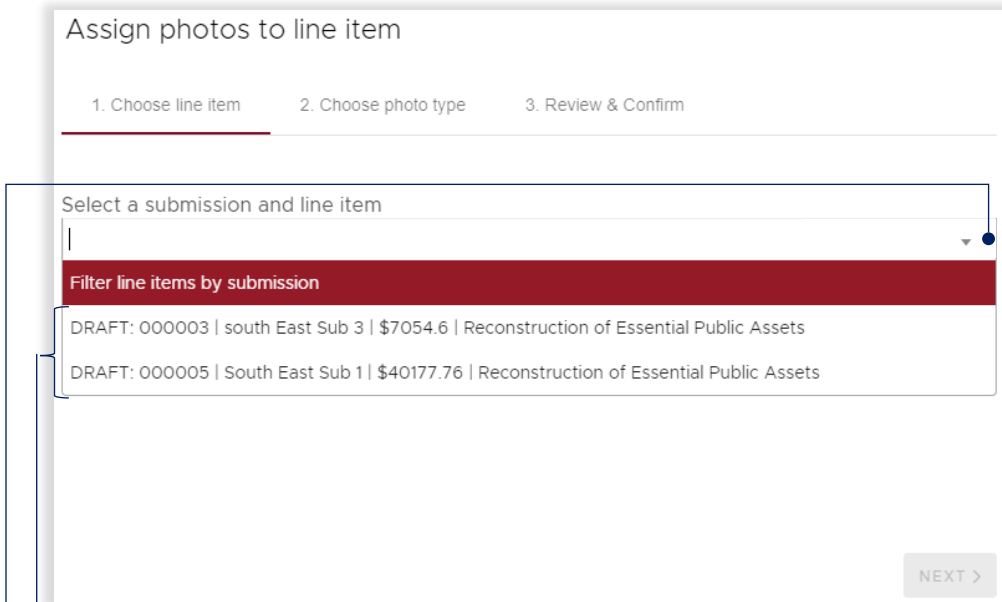 Assign photos to line item
1. Choose line item 2. Choose photo type 3. Review & Confirm
Select a submission and line item
Filter line items by submission
DRAFT: 000003 | south East Sub 3 | $7054.6 | Reconstruction of Essential Public Assets
DRAFT: 000005 | South East Sub 1 | $40177.76 | Reconstruction of Essential Public Assets
NEXT >